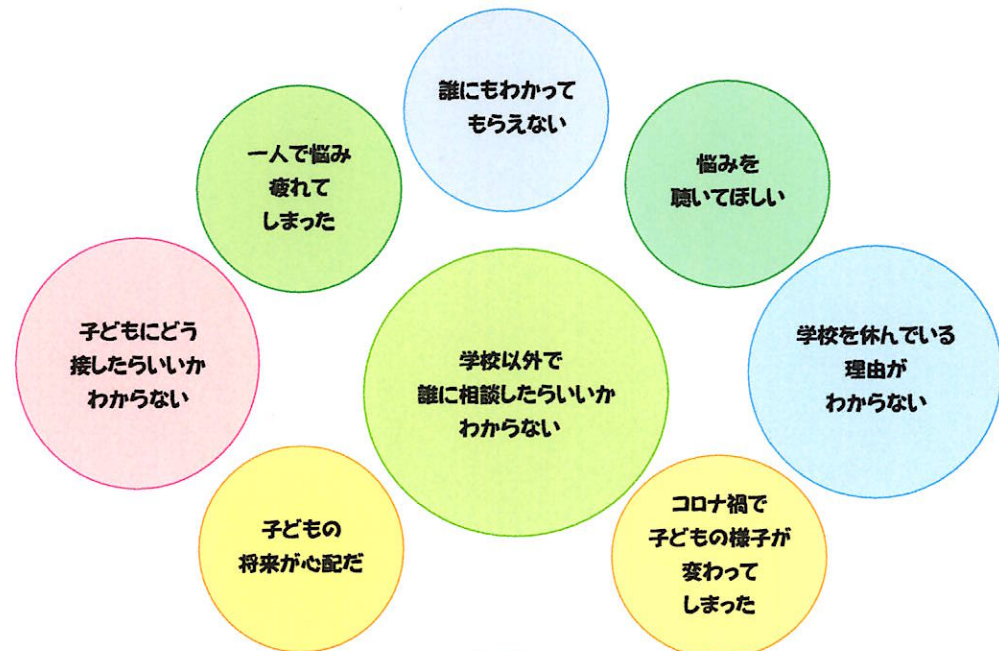 誰にもわかって
もらえない
一人で悩み
疲れて
しまった
悩みを
聴いてほしい
子どもにどう
接したらいいか
わからない
学校以外で
誰に相談したらいいか
わからない
学校を休んでいる
理由が
わからない
子どもの
将来が心配だ
コロナ禍で
子どもの様子が
変わって
しまった